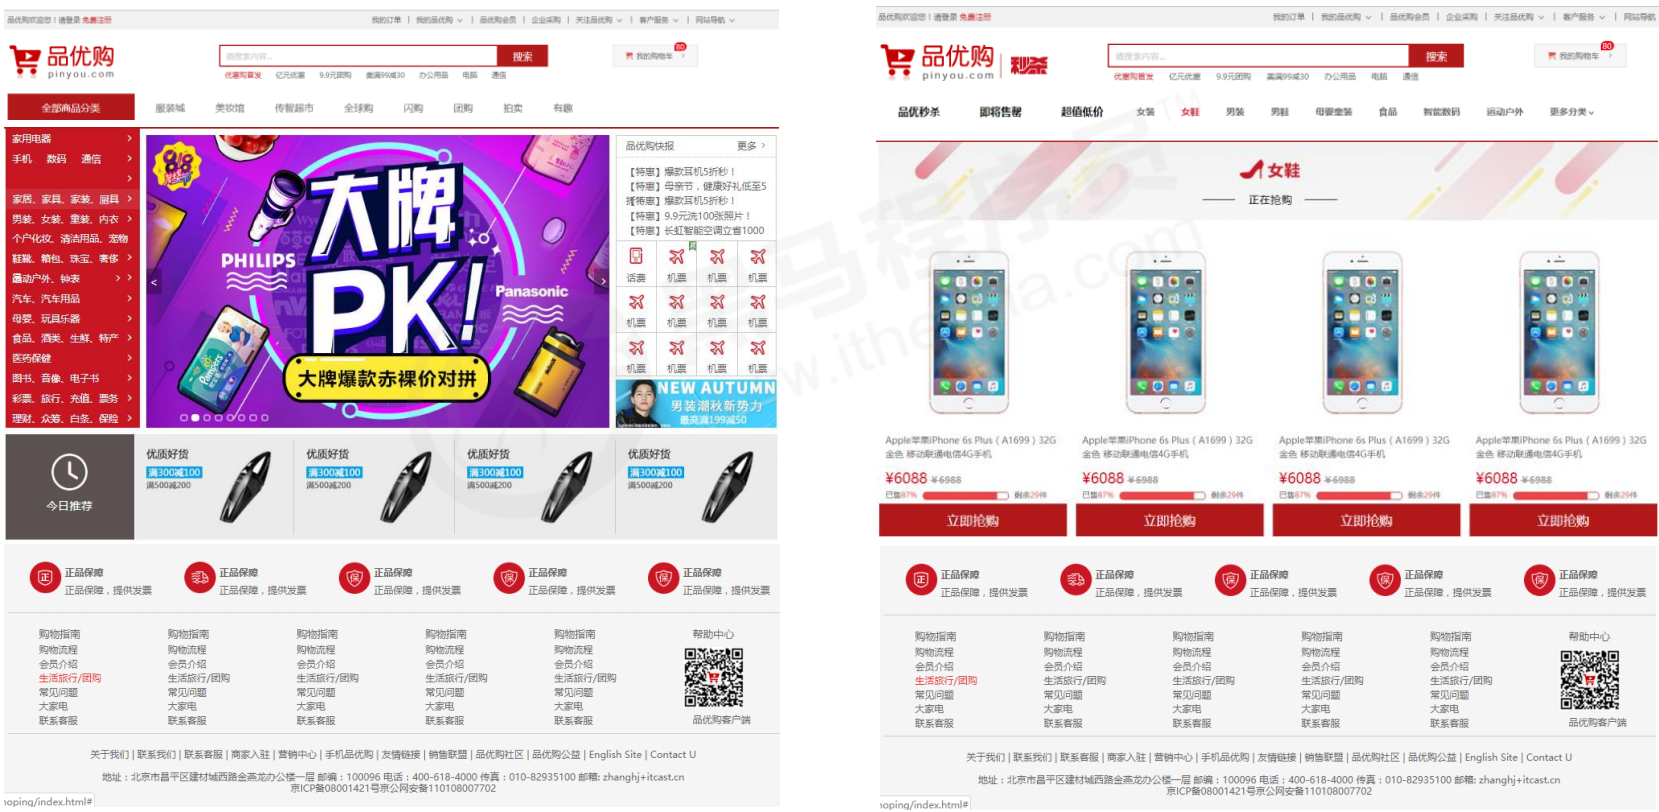 品优购欢迎您！请登录 免费注册
我的订单 | 我的品优购 | 品优购会员 | 企业采购 | 关注品优购 | 客户服务 | 网站导航
品优购
pinyou.com
请搜索内容...
搜索
我的购物车
80
优惠购首发 亿元优惠 9.9元团购 美满99减30 办公用品 电脑 通信
全部商品分类 服装城 美妆馆 传智超市 全球购 闪购 团购 拍卖 有趣
家用电器
手机 数码 通信
家居、家具、家装、厨具
男装、女装、童装、内衣
个户化妆、清洁用品、宠物
鞋靴、箱包、珠宝、奢侈
运动户外、钟表
汽车、汽车用品
母婴、玩具乐器
食品、酒类、生鲜、特产
医药保健
图书、音像、电子书
彩票、旅行、充值、票务
理财、众筹、白条、保险
大牌
PK!
PHILIPS
Panasonic
Pampers
大牌爆款赤裸价对拼
品优购快报 更多
【特惠】爆款耳机5折秒！
【特惠】母亲节，健康好礼低至5
【特惠】爆款耳机5折秒！
【特惠】9.9元洗100张照片！
【特惠】长虹智能空调立省1000
话费 机票 机票 机票
机票 机票 机票 机票
机票 机票 机票 机票
NEW AUTUMN
男装潮秋新势力
最高满199减50
今日推荐
优质好货 优质好货 优质好货 优质好货
满300减100 满300减100 满300减100 满300减100
满500减200 满500减200 满500减200 满500减200
正品保障 正品保障 正品保障 正品保障 正品保障
正品保障，提供发票 正品保障，提供发票 正品保障，提供发票 正品保障，提供发票 正品保障，提供发票
购物指南 购物指南 购物指南 购物指南 购物指南 帮助中心
购物流程 购物流程 购物流程 购物流程 购物流程
会员介绍 会员介绍 会员介绍 会员介绍 会员介绍
生活旅行/团购 生活旅行/团购 生活旅行/团购 生活旅行/团购 生活旅行/团购
常见问题 常见问题 常见问题 常见问题 常见问题
大家电 大家电 大家电 大家电 大家电
联系客服 联系客服 联系客服 联系客服 联系客服 品优购客户端
关于我们 | 联系我们 | 联系客服 | 商家入驻 | 营销中心 | 手机品优购 | 友情链接 | 销售联盟 | 品优购社区 | 品优购公益 | English Site | Contact U
地址：北京市昌平区建材城西路金燕龙办公楼一层 邮编：100096 电话：400-618-4000 传真：010-82935100 邮箱: zhanghj+itcast.cn
京ICP备08001421号京公网安备110108007702
hoping/index.html#
品优购欢迎您！请登录 免费注册
我的订单 | 我的品优购 | 品优购会员 | 企业采购 | 关注品优购 | 客户服务 | 网站导航
品优购
pinyou.com
秒杀
请搜索内容...
搜索
我的购物车
80
优惠购首发 亿元优惠 9.9元团购 美满99减30 办公用品 电脑 通信
品优秒杀 即将售罄 超值低价 女装 女鞋 男装 男鞋 母婴童装 食品 智能数码 运动户外 更多分类
女鞋
正在抢购
Apple苹果iPhone 6s Plus（A1699）32G Apple苹果iPhone 6s Plus（A1699）32G Apple苹果iPhone 6s Plus（A1699）32G Apple苹果iPhone 6s Plus（A1699）32G
金色 移动联通电信4G手机 金色 移动联通电信4G手机 金色 移动联通电信4G手机 金色 移动联通电信4G手机
¥6088 ¥6988 ¥6088 ¥6988 ¥6088 ¥6988 ¥6088 ¥6988
已售87% 剩余29件 已售87% 剩余29件 已售87% 剩余29件 已售87% 剩余29件
立即抢购 立即抢购 立即抢购 立即抢购
正品保障 正品保障 正品保障 正品保障 正品保障
正品保障，提供发票 正品保障，提供发票 正品保障，提供发票 正品保障，提供发票 正品保障，提供发票
购物指南 购物指南 购物指南 购物指南 购物指南 帮助中心
购物流程 购物流程 购物流程 购物流程 购物流程
会员介绍 会员介绍 会员介绍 会员介绍 会员介绍
生活旅行/团购 生活旅行/团购 生活旅行/团购 生活旅行/团购 生活旅行/团购
常见问题 常见问题 常见问题 常见问题 常见问题
大家电 大家电 大家电 大家电 大家电
联系客服 联系客服 联系客服 联系客服 联系客服 品优购客户端
关于我们 | 联系我们 | 联系客服 | 商家入驻 | 营销中心 | 手机品优购 | 友情链接 | 销售联盟 | 品优购社区 | 品优购公益 | English Site | Contact U
地址：北京市昌平区建材城西路金燕龙办公楼一层 邮编：100096 电话：400-618-4000 传真：010-82935100 邮箱: zhanghj+itcast.cn
京ICP备08001421号京公网安备110108007702
hoping/index.html#